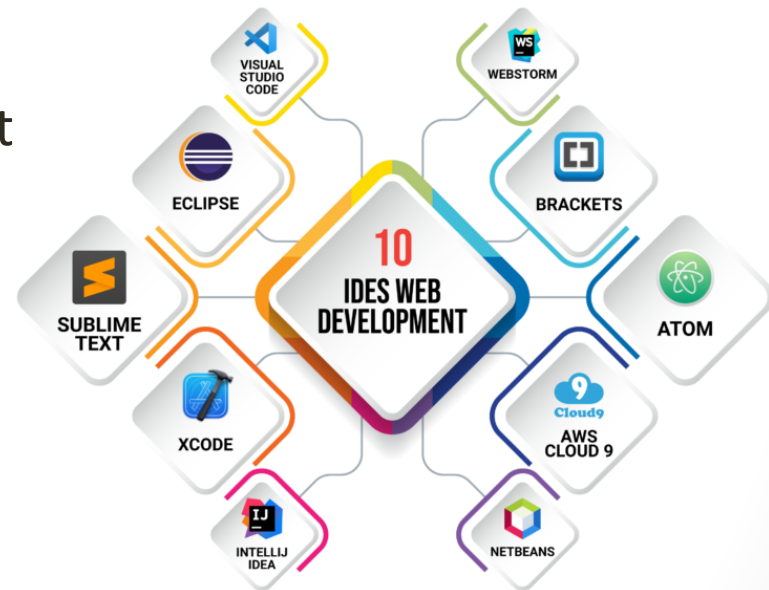 t
VISUAL
STUDIO
CODE
WS
WEBSTORM
ECLIPSE
BRACKETS
10
IDES WEB
DEVELOPMENT
SUBLIME
TEXT
ATOM
XCODE
9
Cloud9
AWS
CLOUD 9
IJ
INTELLIJ
IDEA
NETBEANS